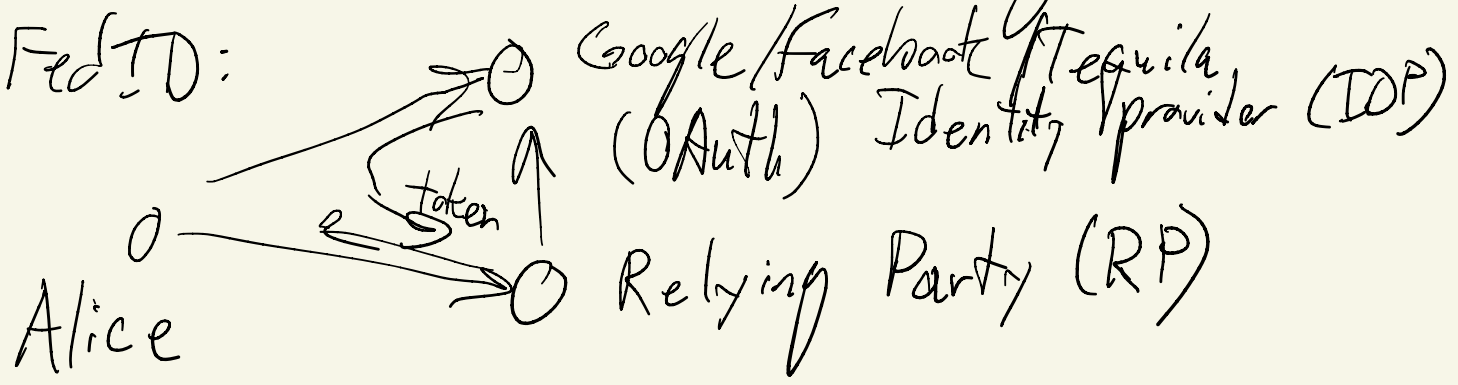 FedID:
Google/Facebook/Tequila
(OAuth) Identity provider (IDP)
token
Relying Party (RP)
Alice